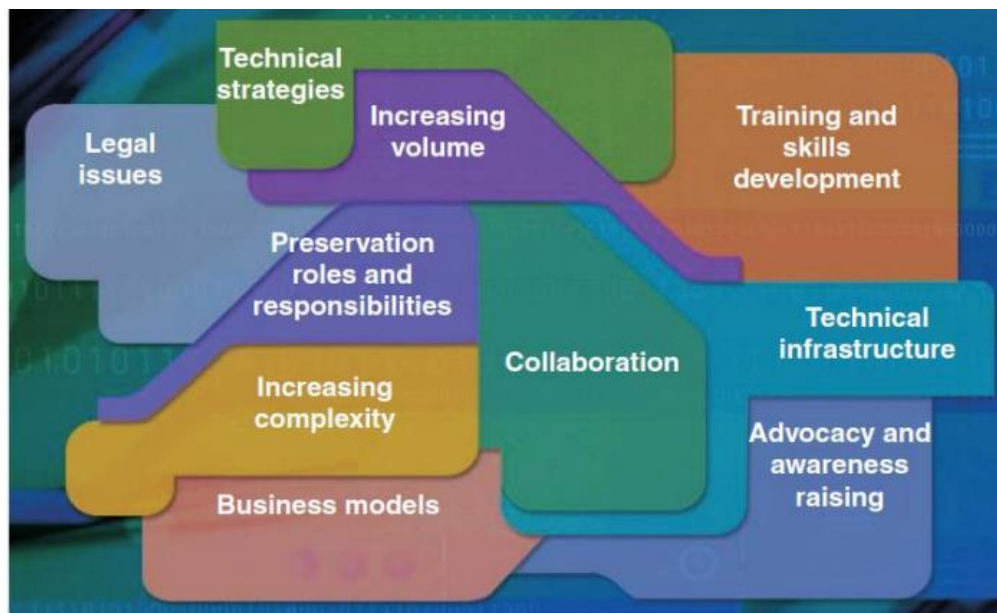 Technical
strategies
Increasing
volume
Training and
skills
development
Legal
issues
Preservation
roles and
responsibilities
Technical
infrastructure
Collaboration
Increasing
complexity
Advocacy and
awareness
raising
Business models